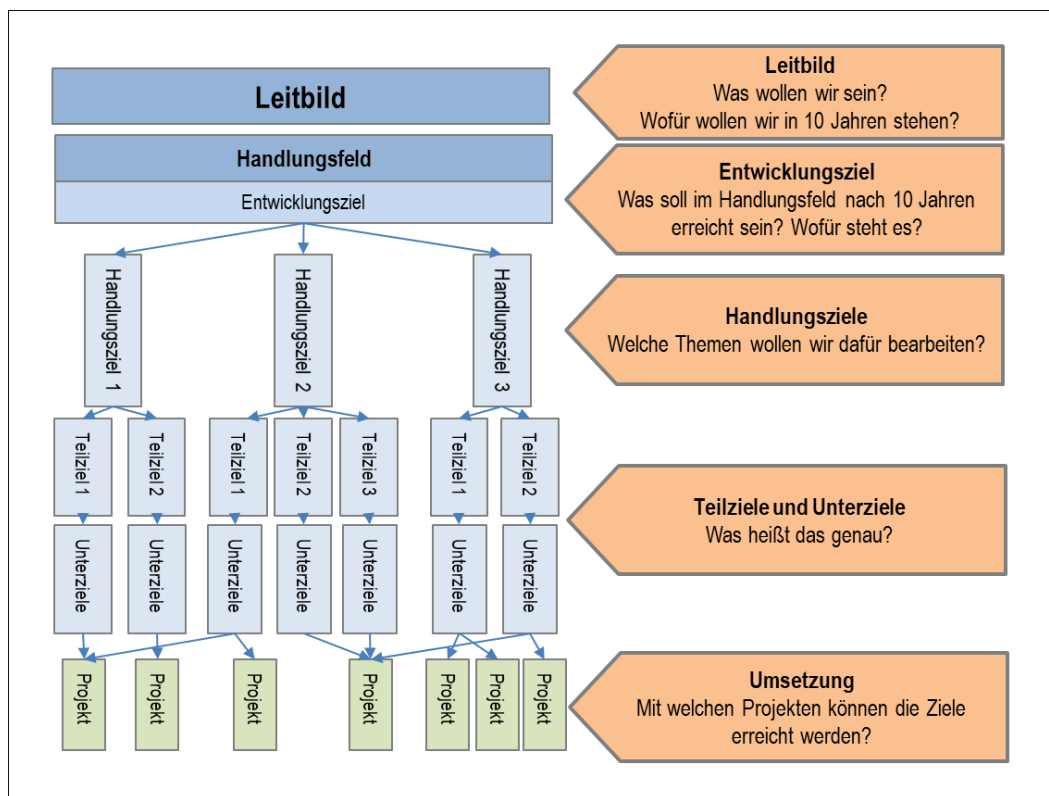 Leitbild
Leitbild
Was wollen wir sein?
Wofür wollen wir in 10 Jahren stehen?
Handlungsfeld
Entwicklungsziel
Entwicklungsziel
Was soll im Handlungsfeld nach 10 Jahren
erreicht sein? Wofür steht es?
Handlungsziel 1
Handlungsziel 2
Handlungsziel 3
Handlungsziele
Welche Themen wollen wir dafür bearbeiten?
Teilziel 1
Teilziel 2
Teilziel 1
Teilziel 2
Teilziel 3
Teilziel 1
Teilziel 2
Unterziele
Unterziele
Unterziele
Unterziele
Unterziele
Unterziele
Unterziele
Teilziele und Unterziele
Was heißt das genau?
Projekt
Projekt
Projekt
Projekt
Projekt
Projekt
Projekt
Umsetzung
Mit welchen Projekten können die Ziele
erreicht werden?